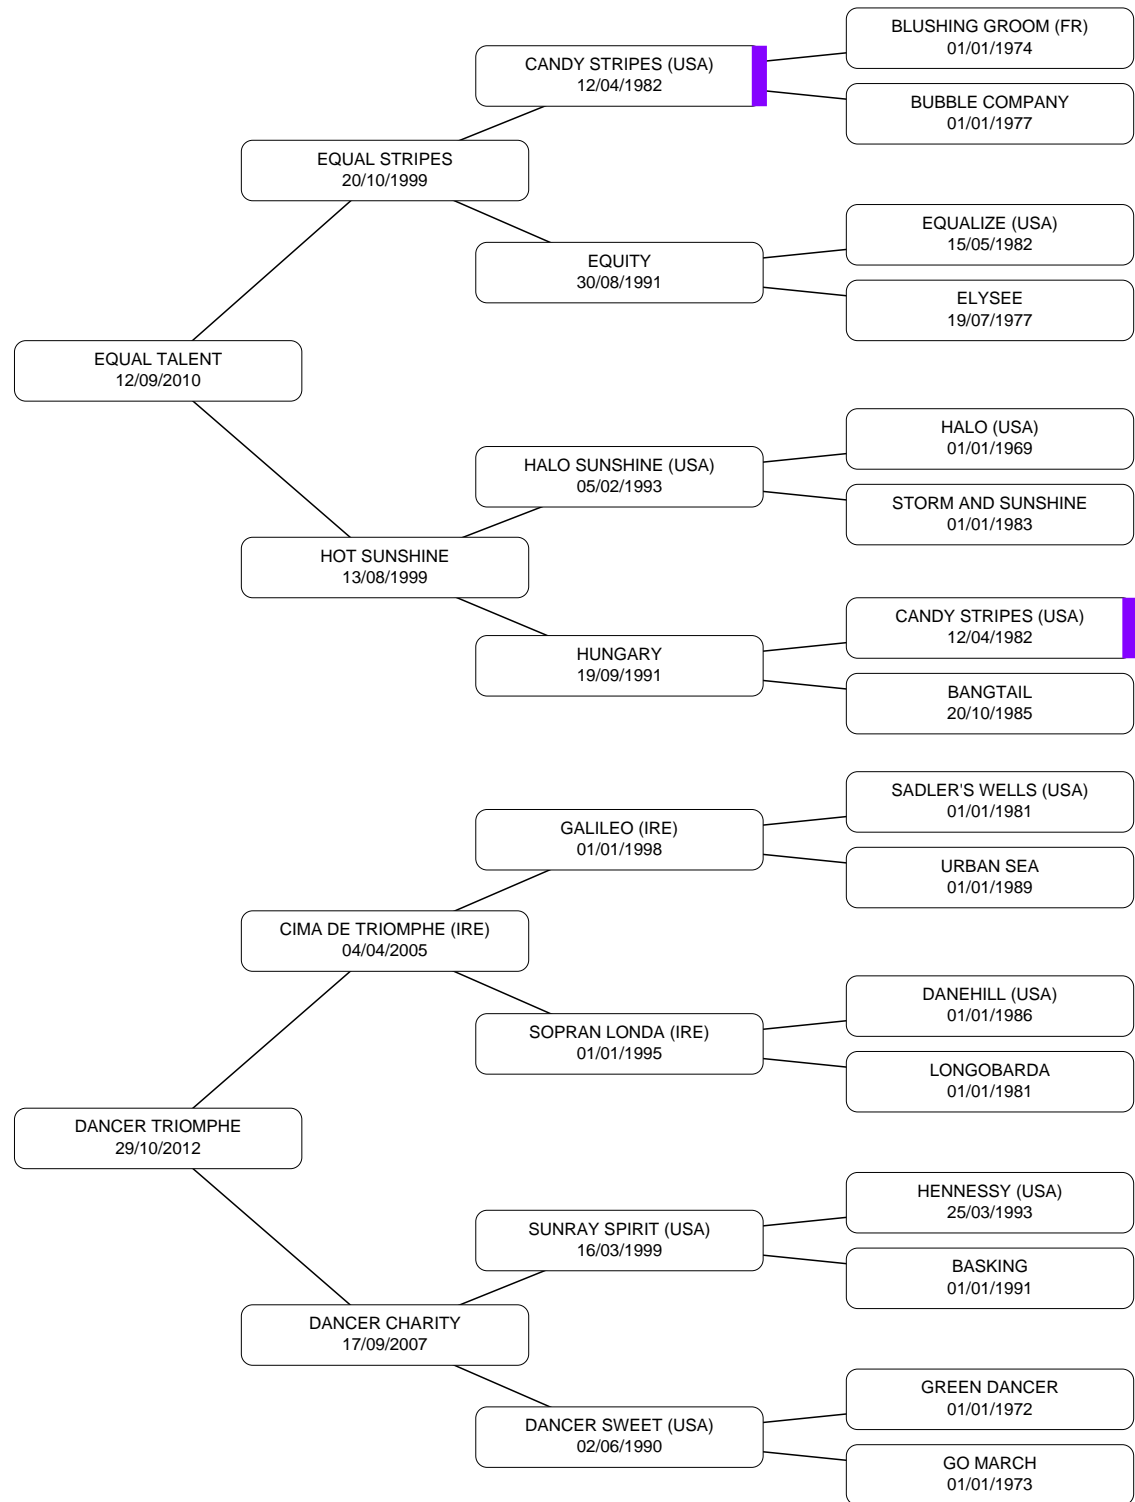 BLUSHING GROOM (FR)
01/01/1974
CANDY STRIPES (USA)
12/04/1982
BUBBLE COMPANY
01/01/1977
EQUAL STRIPES
20/10/1999
EQUALIZE (USA)
15/05/1982
EQUITY
30/08/1991
ELYSEE
19/07/1977
EQUAL TALENT
12/09/2010
HALO (USA)
01/01/1969
HALO SUNSHINE (USA)
05/02/1993
STORM AND SUNSHINE
01/01/1983
HOT SUNSHINE
13/08/1999
CANDY STRIPES (USA)
12/04/1982
HUNGARY
19/09/1991
BANGTAIL
20/10/1985
SADLER'S WELLS (USA)
01/01/1981
GALILEO (IRE)
01/01/1998
URBAN SEA
01/01/1989
CIMA DE TRIOMPHE (IRE)
04/04/2005
DANEHILL (USA)
01/01/1986
SOPRAN LONDA (IRE)
01/01/1995
LONGOBARDA
01/01/1981
DANCER TRIOMPHE
29/10/2012
HENNESSY (USA)
25/03/1993
SUNRAY SPIRIT (USA)
16/03/1999
BASKING
01/01/1991
DANCER CHARITY
17/09/2007
GREEN DANCER
01/01/1972
DANCER SWEET (USA)
02/06/1990
GO MARCH
01/01/1973